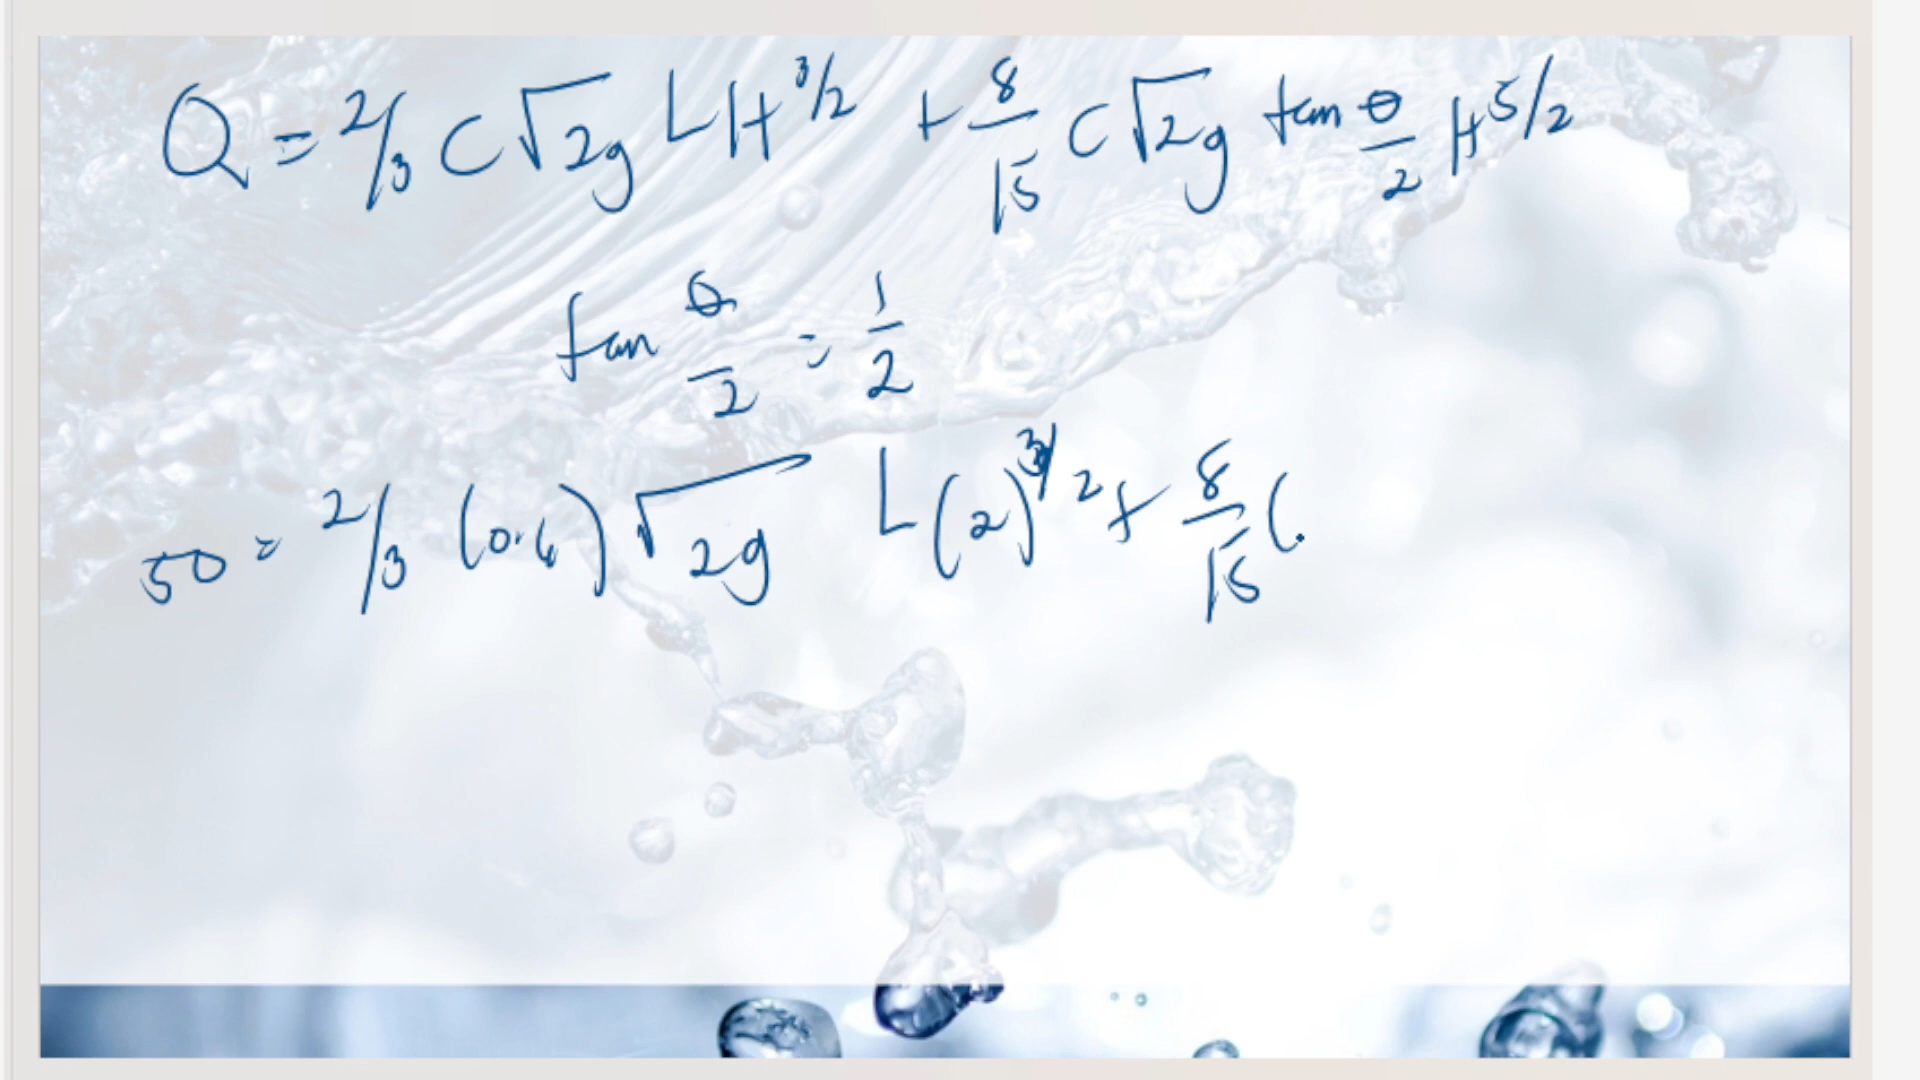 Q = 2/3 C √2g L H^3/2 + 8/15 C √2g tan θ/2 H^5/2
tan θ/2 = 1/2
50 = 2/3 (0.6) √2g L (2)^3/2 + 8/15 (